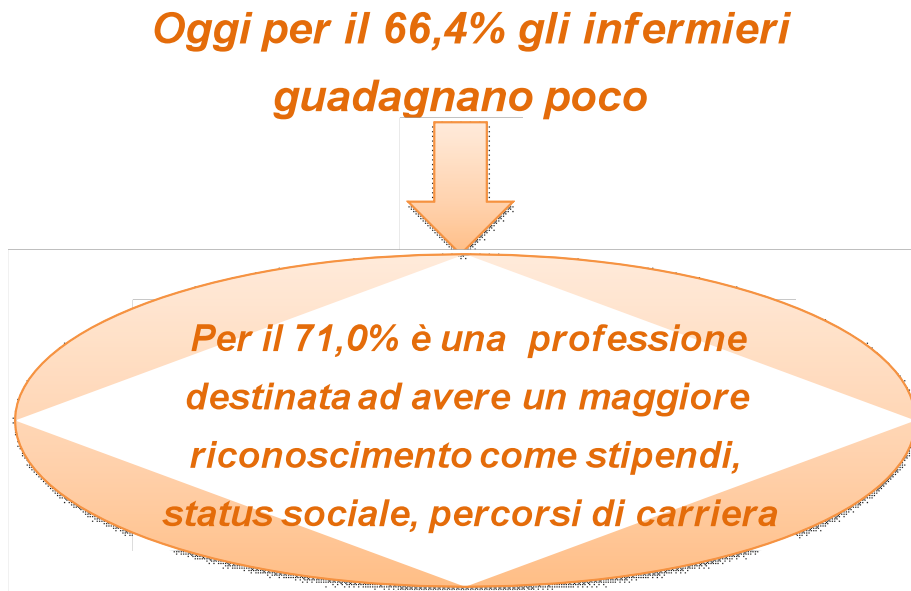 Oggi per il 66,4% gli infermieri
guadagnano poco
Per il 71,0% è una professione
destinata ad avere un maggiore
riconoscimento come stipendi,
status sociale, percorsi di carriera